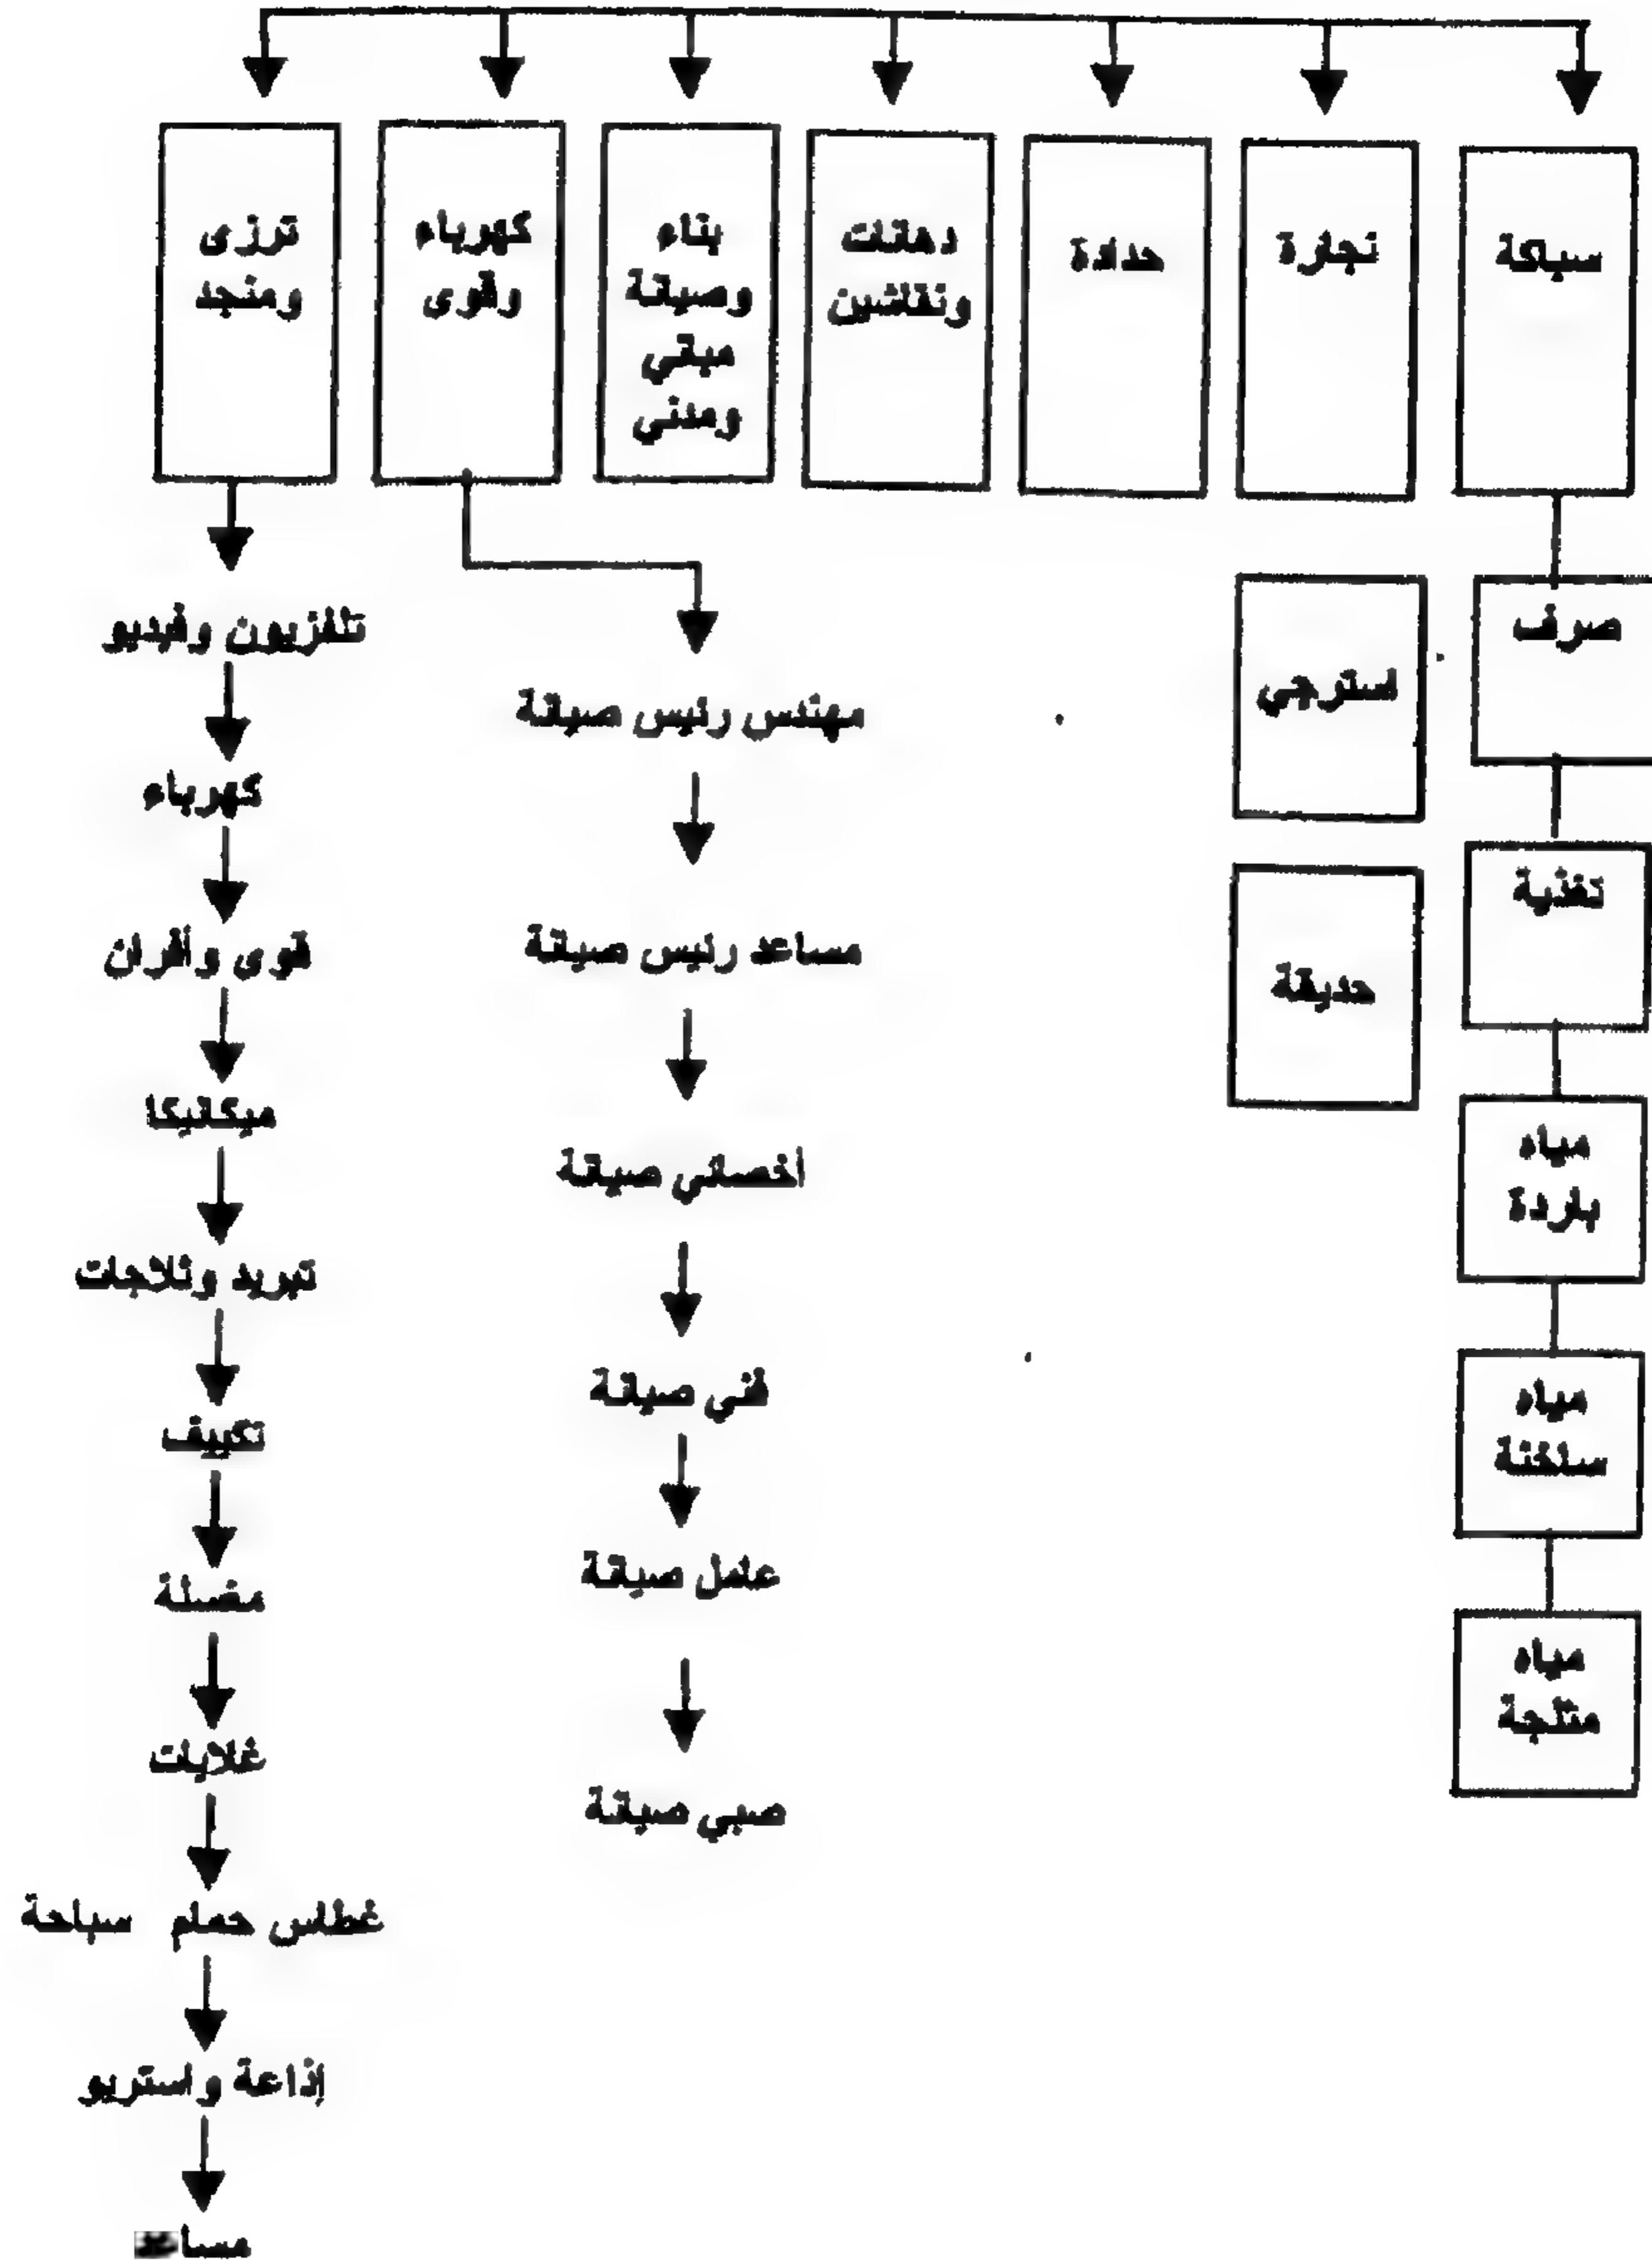 سباكة
نجارة
حدادة
دهانات
ونقاشين
بناء
وصيانة
مباني
ومدني
كهرباء
وقوى
ترزى
ومنجد
صرف
تغذية
مياه
باردة
مياه
ساخنة
مياه
مثلجة
استرجي
حديقة
مهندس رئيس صيانة
مساعد رئيس صيانة
أخصائي صيانة
فني صيانة
عامل صيانة
صبي صيانة
تلفزيون وفيديو
كهرباء
قوى وأفران
ميكانيكا
تبريد وثلاجات
تكييف
مغسلة
غلايات
غطاس حمام سباحة
إذاعة واستريو